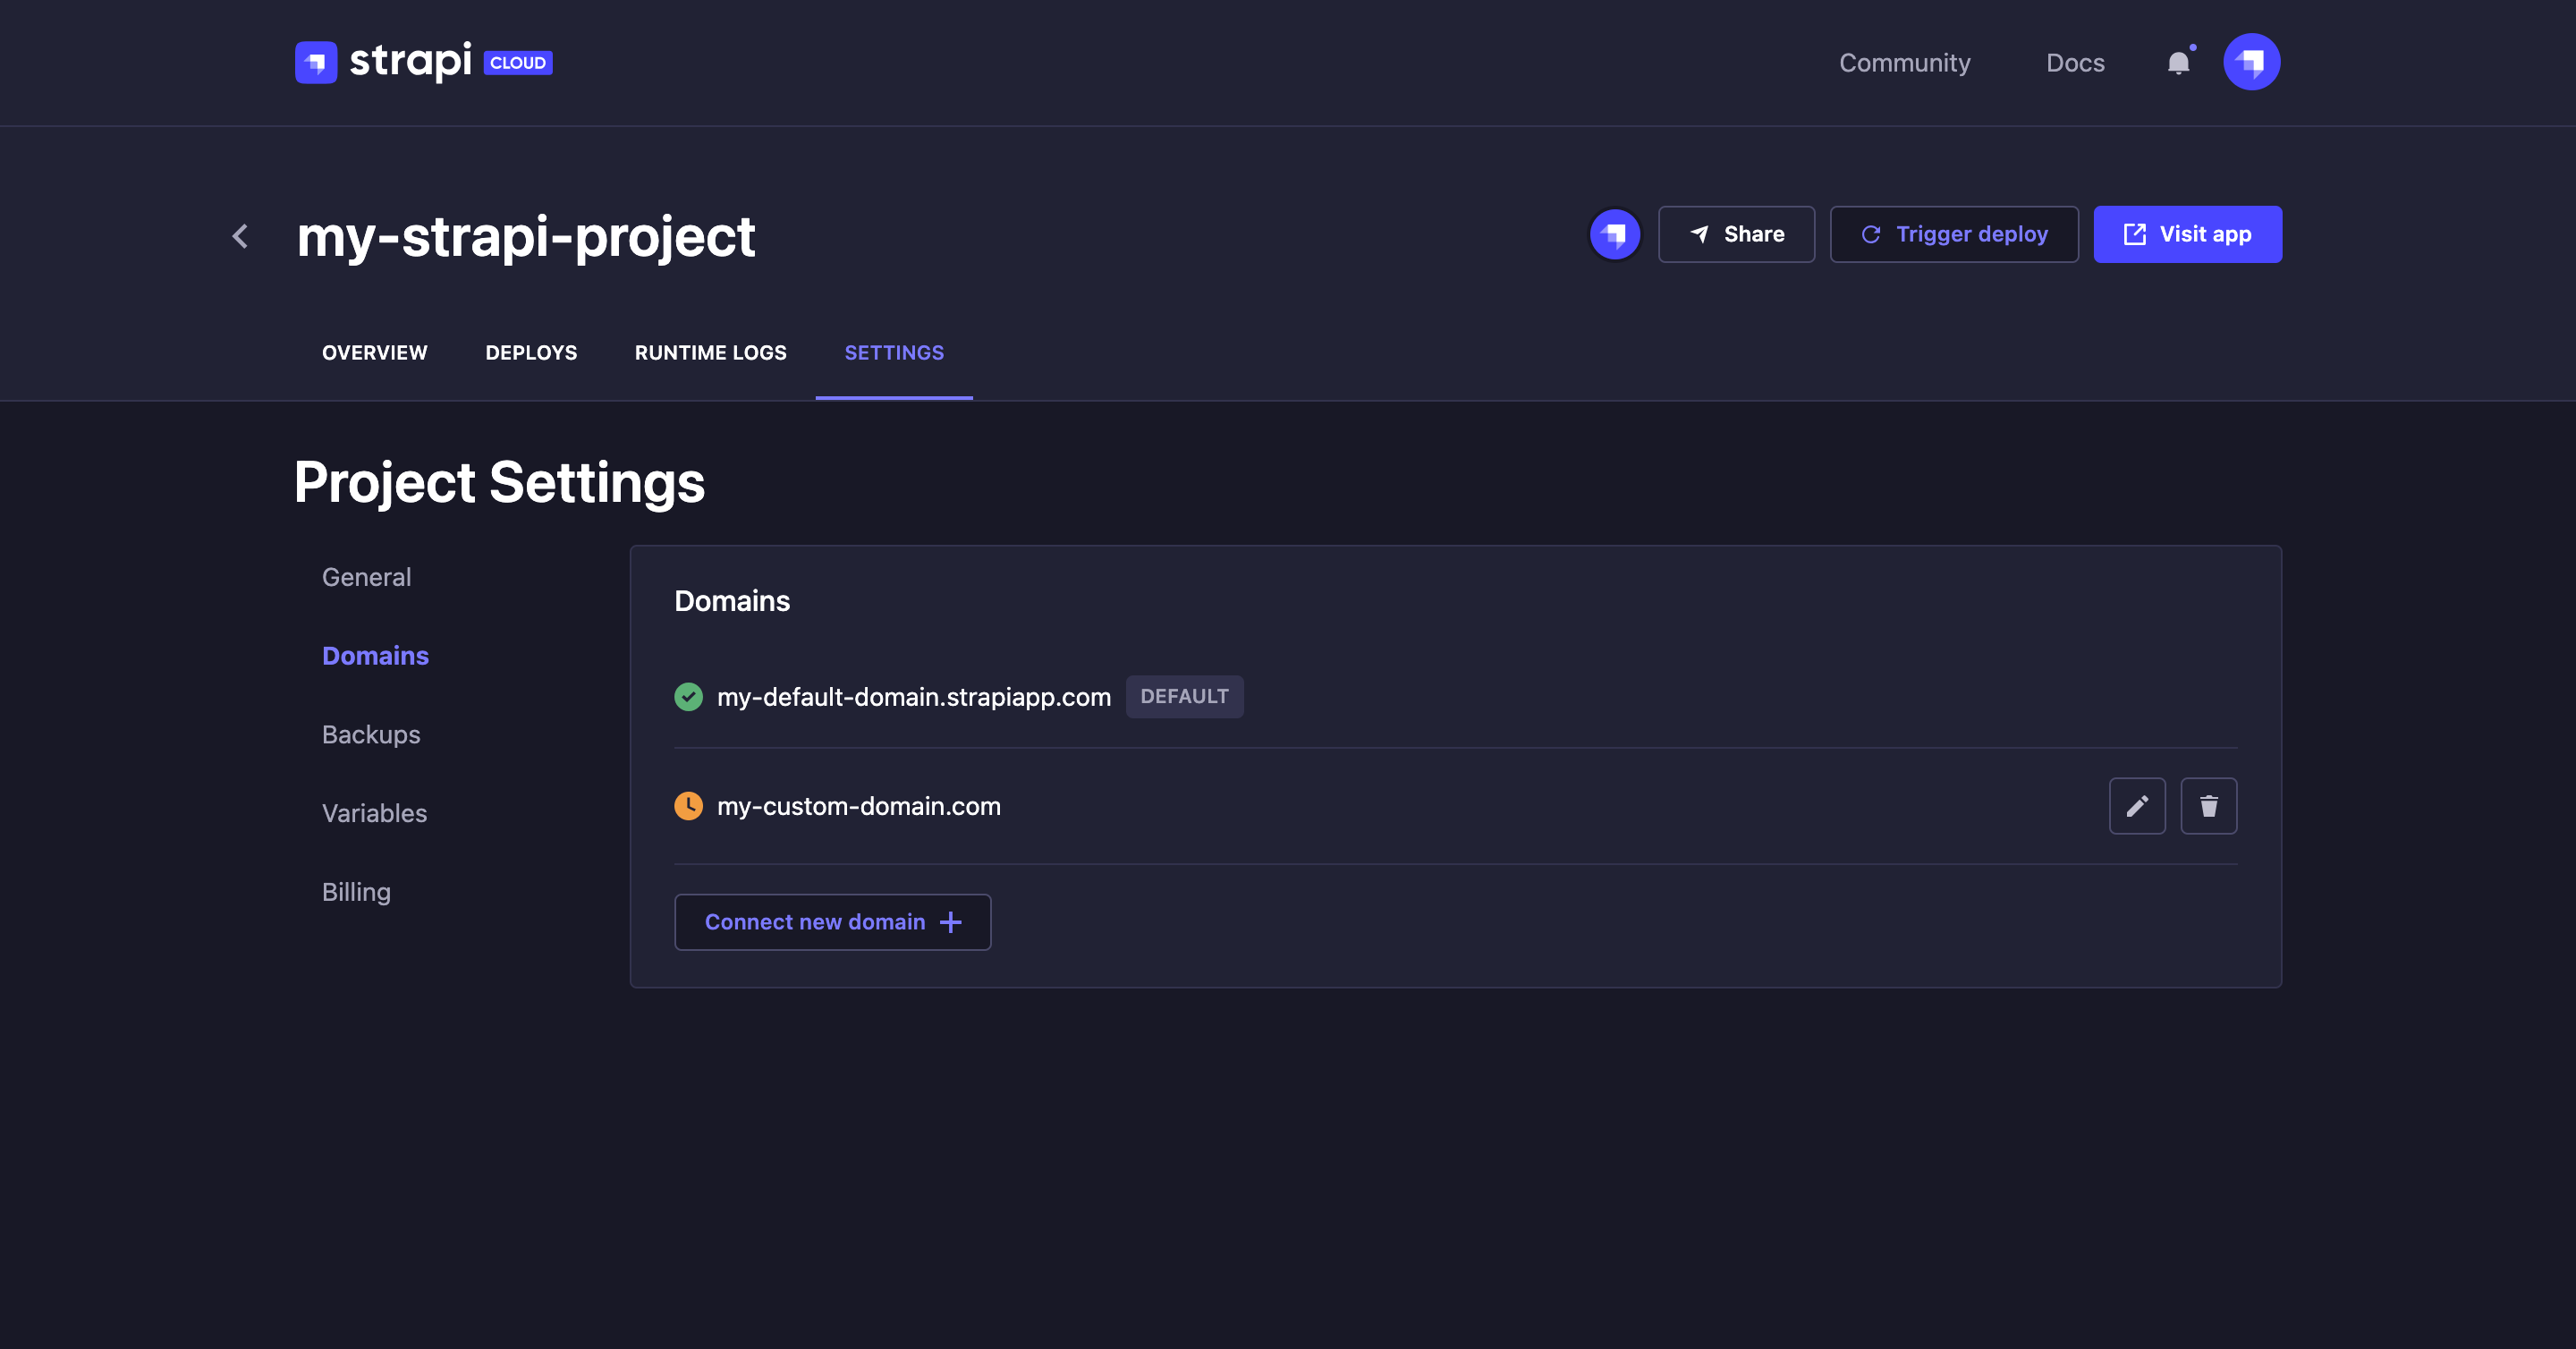 strapi CLOUD
Community Docs
my-strapi-project
Share
Trigger deploy
Visit app
OVERVIEW DEPLOYS RUNTIME LOGS SETTINGS
Project Settings
General
Domains
Backups
Variables
Billing
Domains
my-default-domain.strapiapp.com DEFAULT
my-custom-domain.com
Connect new domain